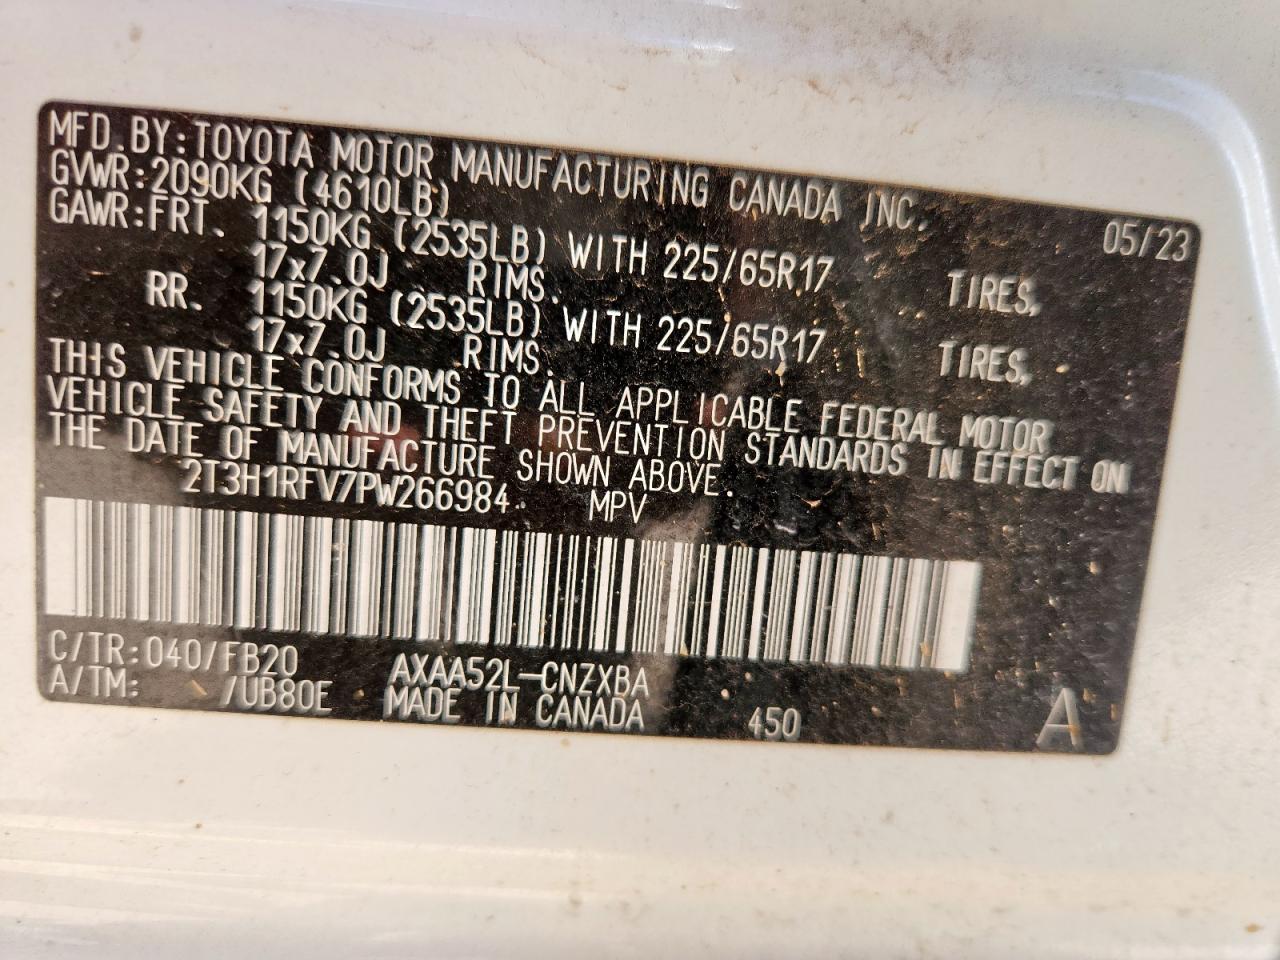 MFD.BY:TOYOTA MOTOR MANUFACTURING CANADA INC. 05/23
GVWR:2090KG (4610LB)
GAWR:FRT. 1150KG (2535LB) WITH 225/65R17 TIRES,
17x7.0J RIMS.
RR. 1150KG (2535LB) WITH 225/65R17 TIRES,
17x7.0J RIMS.
THIS VEHICLE CONFORMS TO ALL APPLICABLE FEDERAL MOTOR
VEHICLE SAFETY AND THEFT PREVENTION STANDARDS IN EFFECT ON
THE DATE OF MANUFACTURE SHOWN ABOVE.
2T3H1RFV7PW266984 MPV
C/TR:040/FB20 AXAA52L-CNZXBA
A/TM: /UB80E MADE IN CANADA 450 A